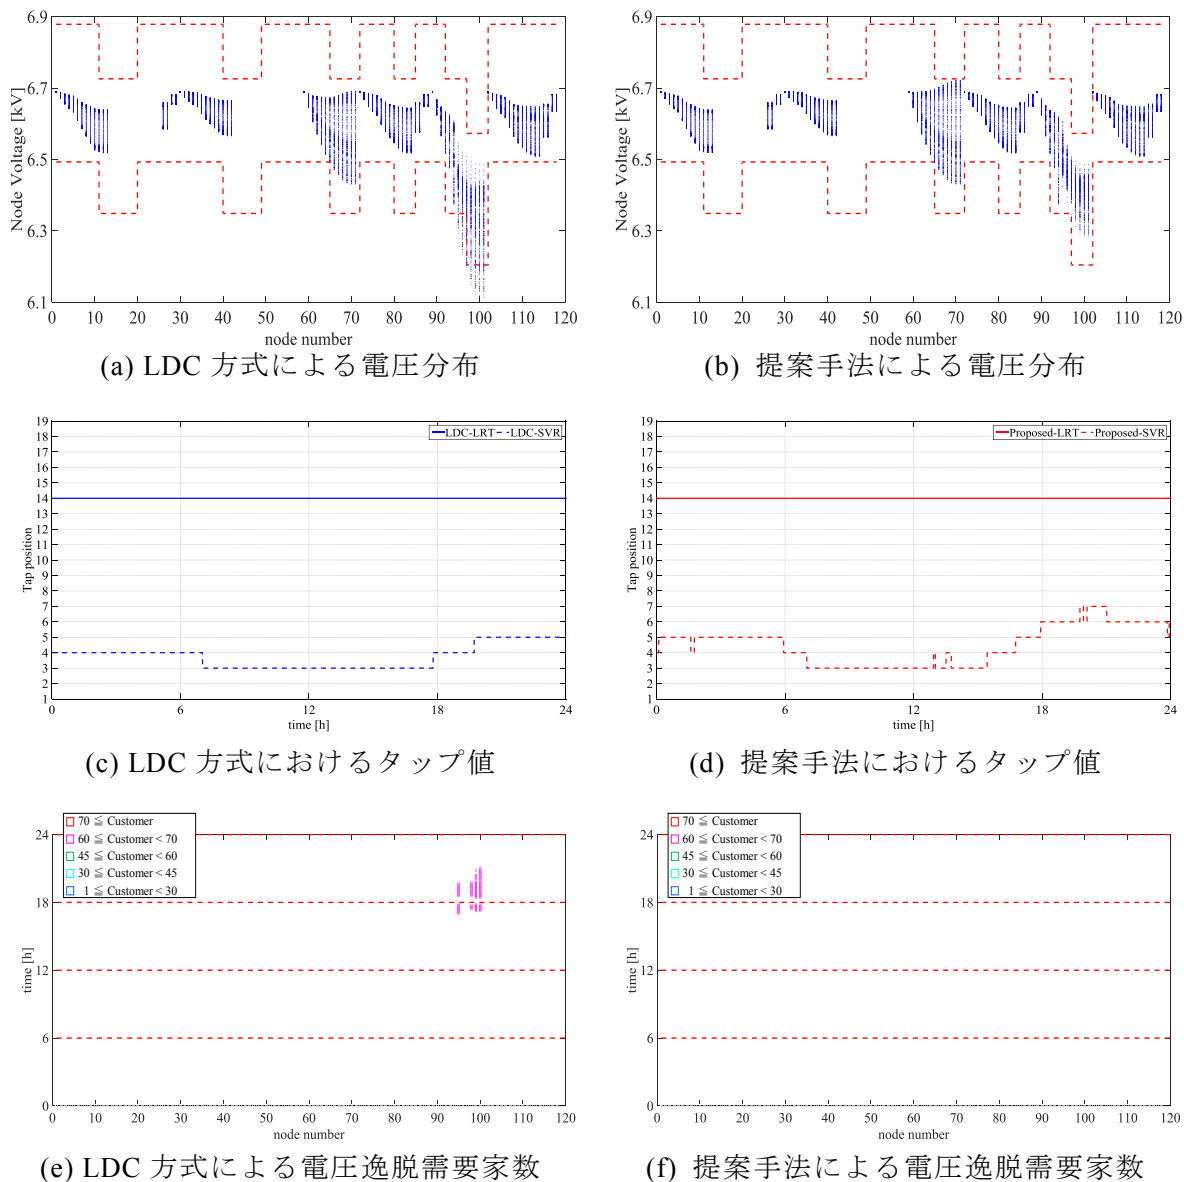 6.9
6.7
6.5
6.3
6.1
Node Voltage [kV]
0 10 20 30 40 50 60 70 80 90 100 110 120
node number
(a) LDC 方式による電圧分布
6.9
6.7
6.5
6.3
6.1
Node Voltage [kV]
0 10 20 30 40 50 60 70 80 90 100 110 120
node number
(b) 提案手法による電圧分布
19
18
17
16
15
14
13
12
11
10
9
8
7
6
5
4
3
2
1
Tap position
LDC-LRT LDC-SVR
0 6 12 18 24
time [h]
(c) LDC 方式におけるタップ値
19
18
17
16
15
14
13
12
11
10
9
8
7
6
5
4
3
2
1
Tap position
Proposed-LRT Proposed-SVR
0 6 12 18 24
time [h]
(d) 提案手法におけるタップ値
70 ≦ Customer
60 ≦ Customer < 70
45 ≦ Customer < 60
30 ≦ Customer < 45
1 ≦ Customer < 30
24
18
12
6
0
time [h]
0 10 20 30 40 50 60 70 80 90 100 110 120
node number
(e) LDC 方式による電圧逸脱需要家数
70 ≦ Customer
60 ≦ Customer < 70
45 ≦ Customer < 60
30 ≦ Customer < 45
1 ≦ Customer < 30
24
18
12
6
0
time [h]
0 10 20 30 40 50 60 70 80 90 100 110 120
node number
(f) 提案手法による電圧逸脱需要家数